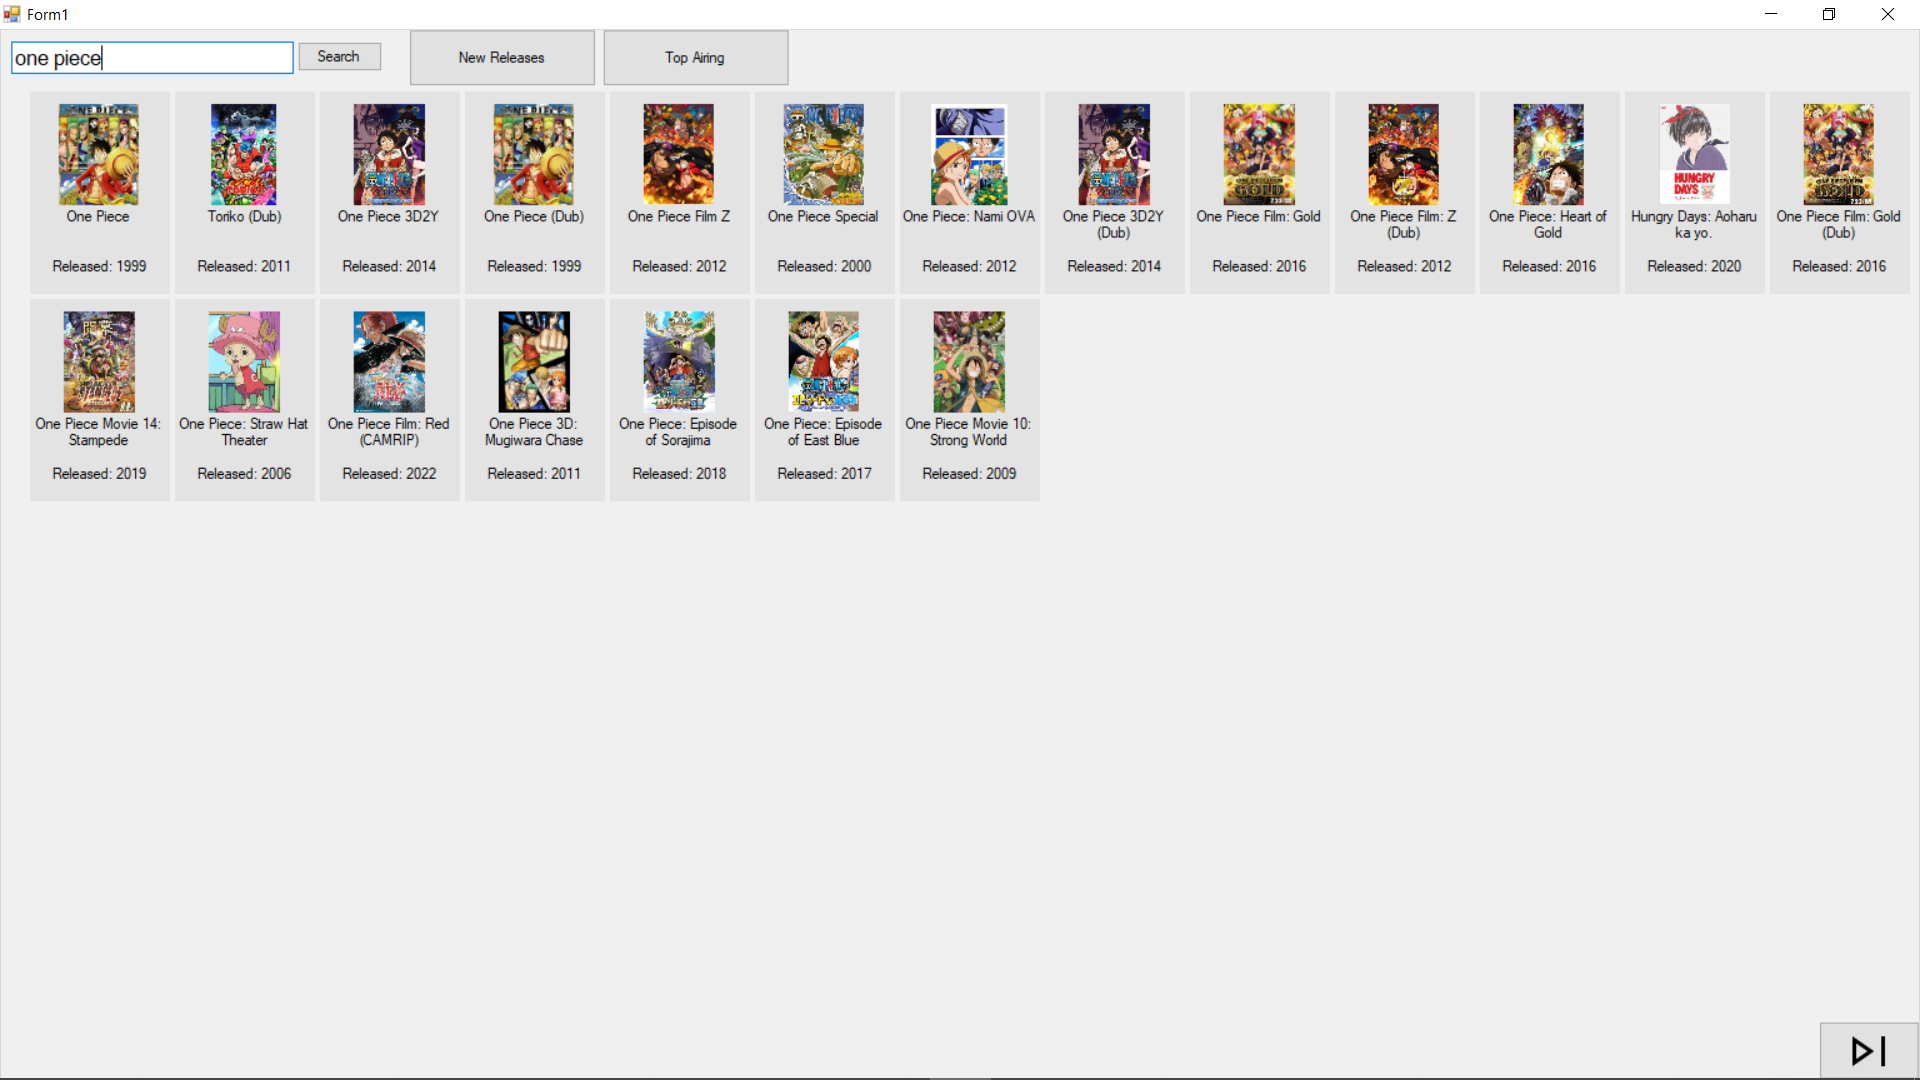 Form1
one piece
Search
New Releases
Top Airing
One Piece
Released: 1999
Toriko (Dub)
Released: 2011
One Piece 3D2Y
Released: 2014
One Piece (Dub)
Released: 1999
One Piece Film Z
Released: 2012
One Piece Special
Released: 2000
One Piece: Nami OVA
Released: 2012
One Piece 3D2Y
(Dub)
Released: 2014
GOLD
One Piece Film: Gold
Released: 2016
One Piece Film: Z
(Dub)
Released: 2012
One Piece: Heart of
Gold
Released: 2016
HUNGRY
DAYS
Hungry Days: Aoharu
ka yo.
Released: 2020
GOLD
One Piece Film: Gold
(Dub)
Released: 2016
One Piece Movie 14:
Stampede
Released: 2019
One Piece: Straw Hat
Theater
Released: 2006
One Piece Film: Red
(CAMRIP)
Released: 2022
One Piece 3D:
Mugiwara Chase
Released: 2011
One Piece: Episode
of Sorajima
Released: 2018
One Piece: Episode
of East Blue
Released: 2017
One Piece Movie 10:
Strong World
Released: 2009